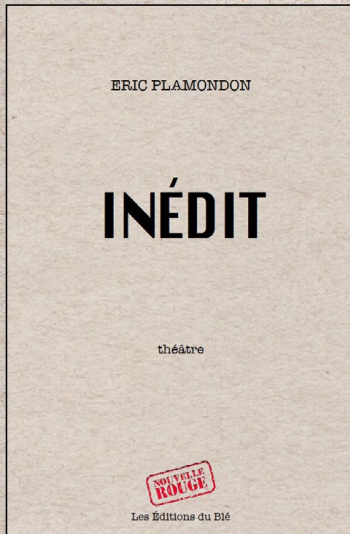 ERIC PLAMONDON
INÉDIT
théâtre
NOUVELLE
ROUGE
Les Éditions du Blé